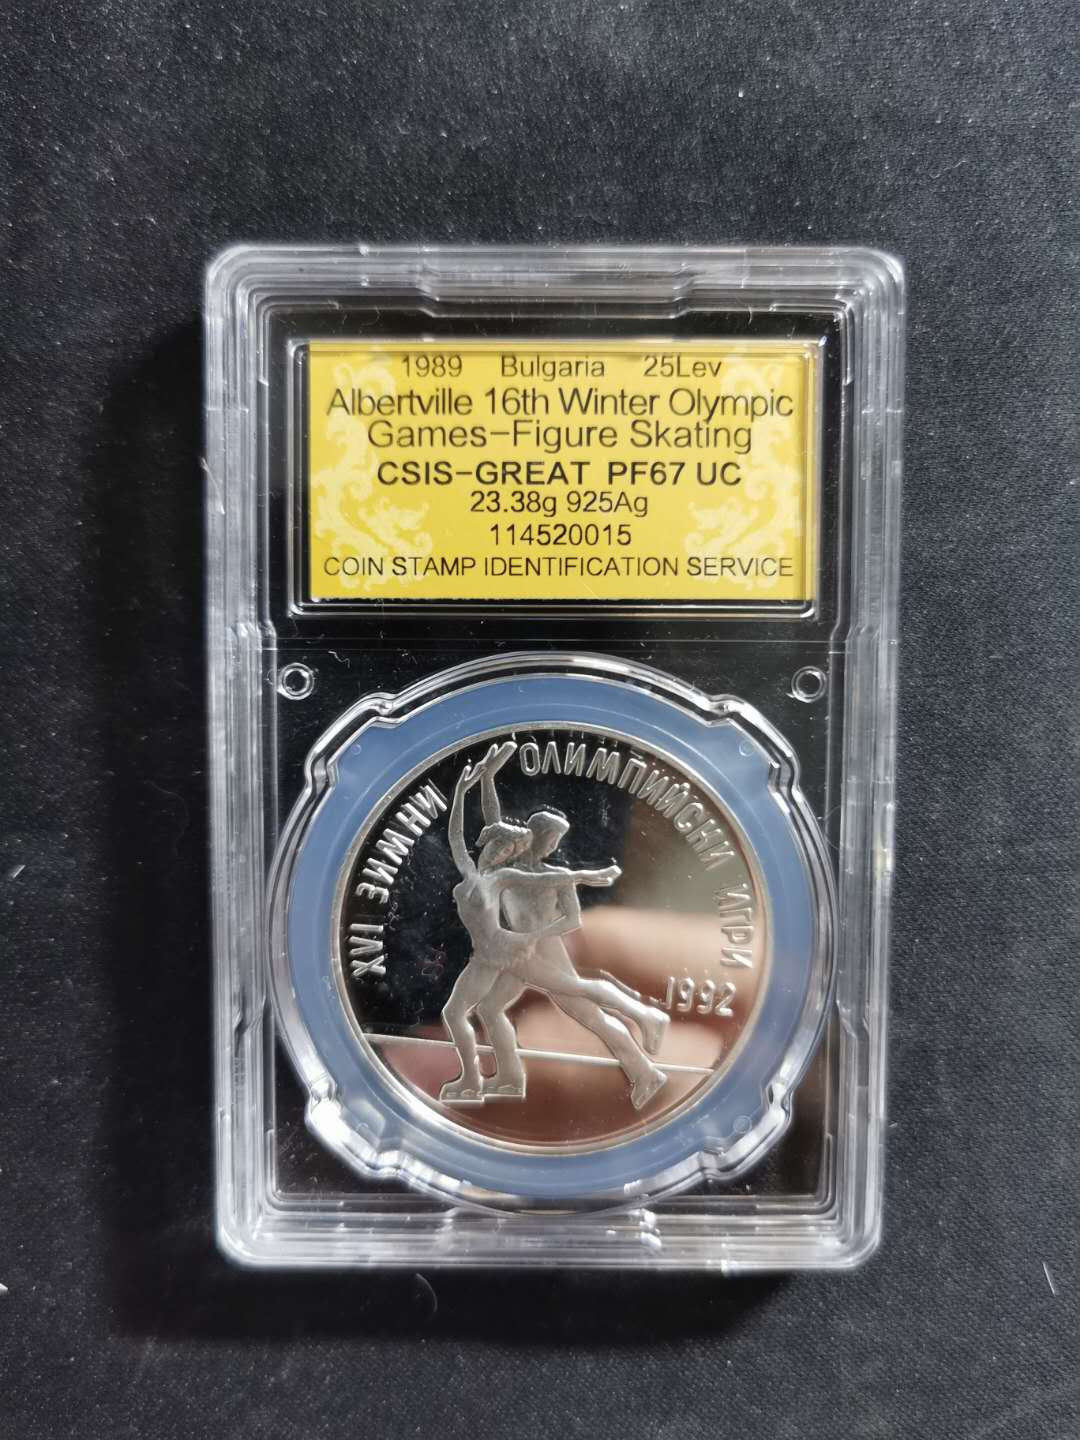 1989 Bulgaria 25Lev
Albertville 16th Winter Olympic
Games-Figure Skating
CSIS-GREAT PF67 UC
23.38g 925Ag
114520015
COIN STAMP IDENTIFICATION SERVICE
XVI ЗИМНИ ОЛИМПИЙСКИ ИГРИ
1992